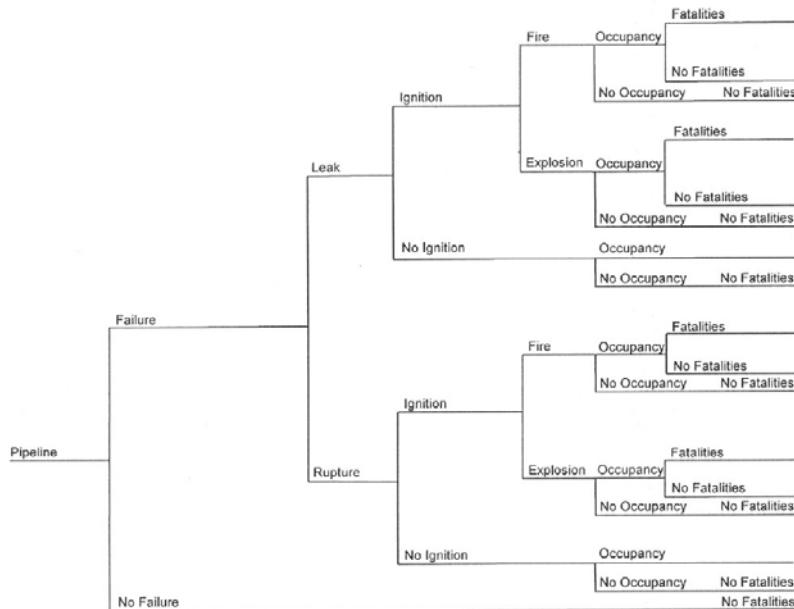 Fatalities
Fire Occupancy
No Fatalities
No Occupancy No Fatalities
Ignition
Fatalities
Leak Explosion Occupancy
No Fatalities
No Occupancy No Fatalities
No Ignition Occupancy
No Occupancy No Fatalities
Failure
Fatalities
Fire Occupancy
No Fatalities
No Occupancy No Fatalities
Ignition
Pipeline Fatalities
Rupture Explosion Occupancy
No Fatalities
No Occupancy No Fatalities
No Ignition Occupancy
No Occupancy No Fatalities
No Failure No Fatalities